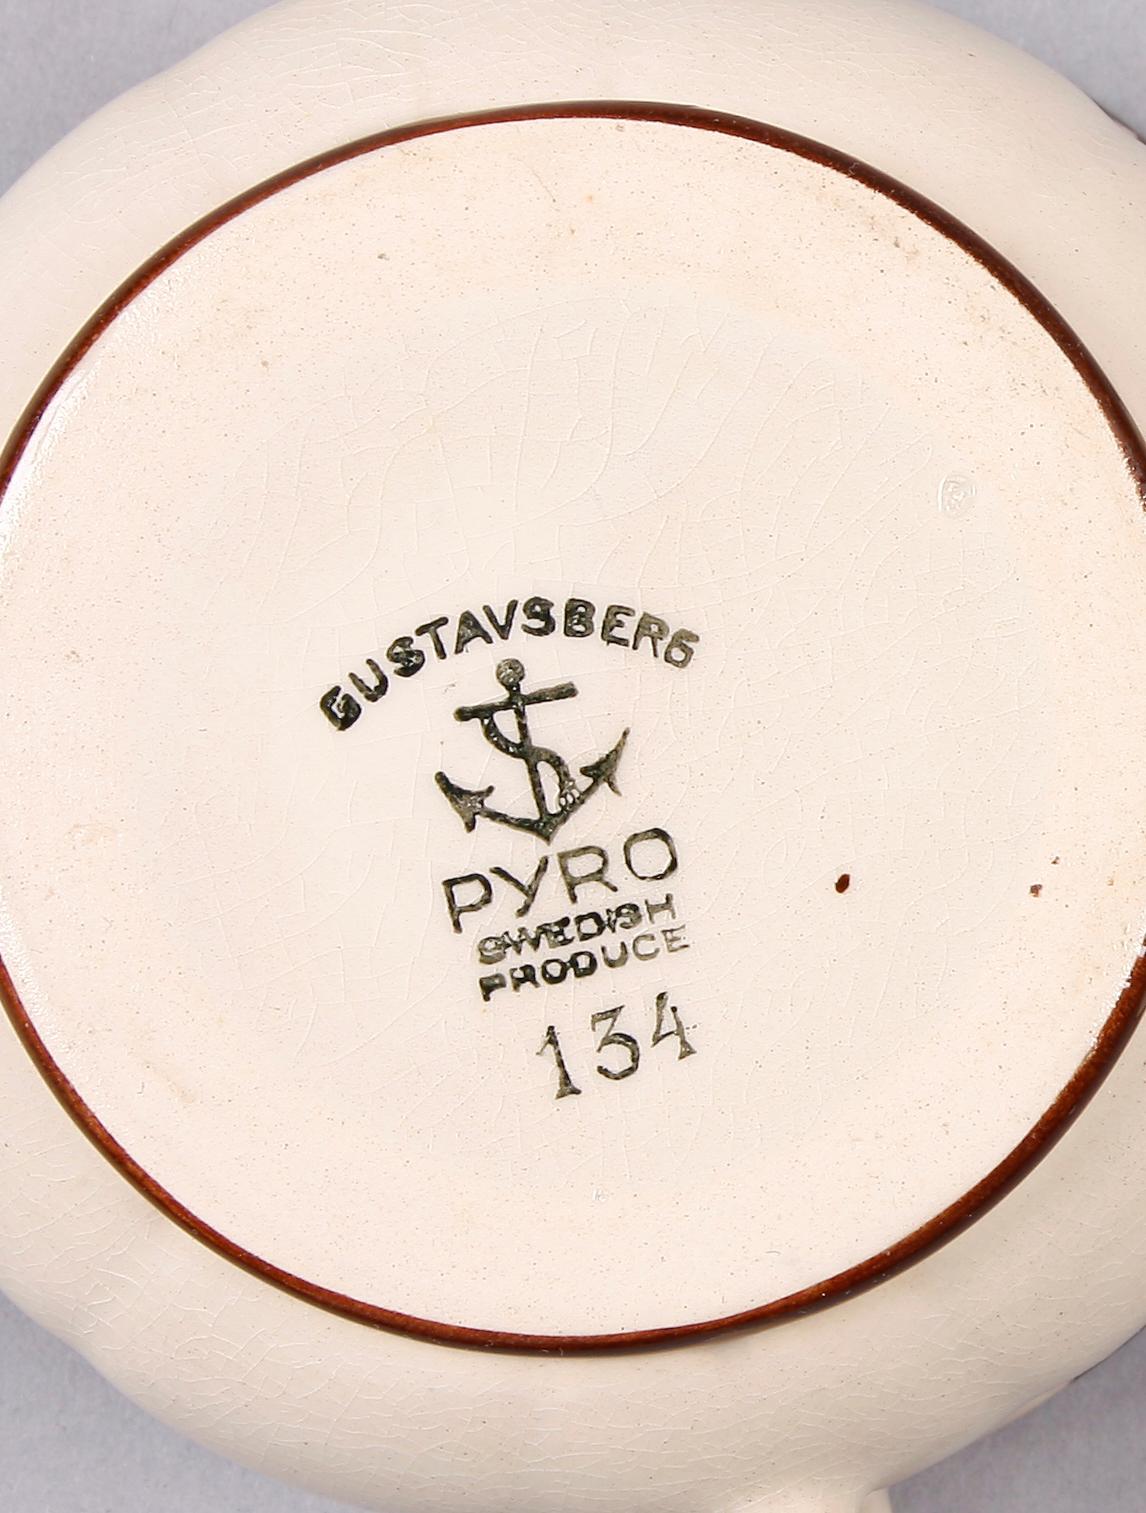 GUSTAVSBERG
PYRO
SWEDISH
PRODUCE
134